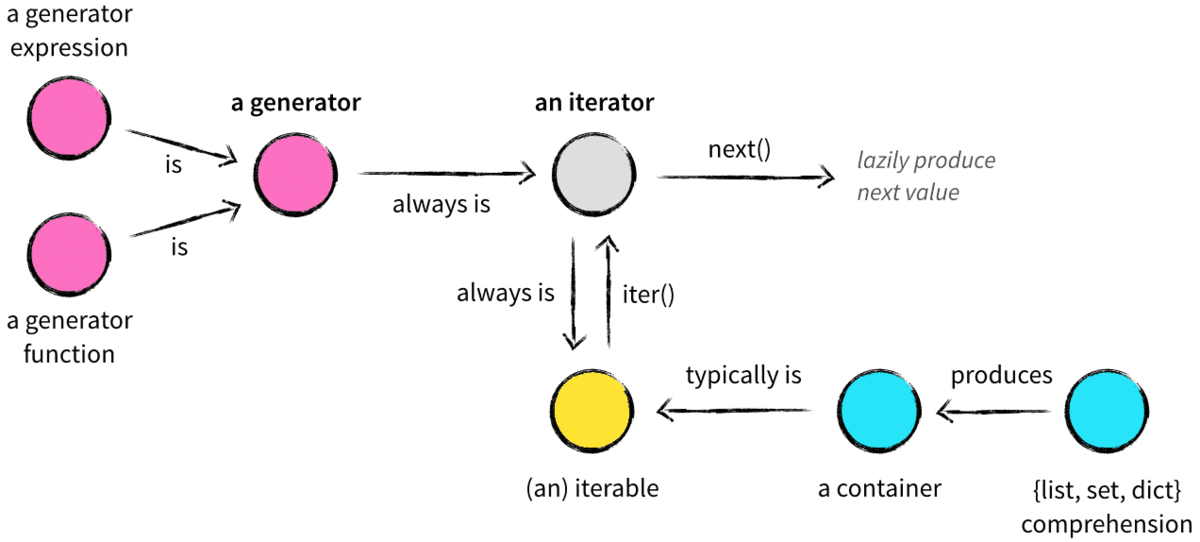 a generator
expression
is
a generator
is
a generator
function
always is
an iterator
next()
lazily produce
next value
always is
iter()
(an) iterable
typically is
a container
produces
{list, set, dict}
comprehension